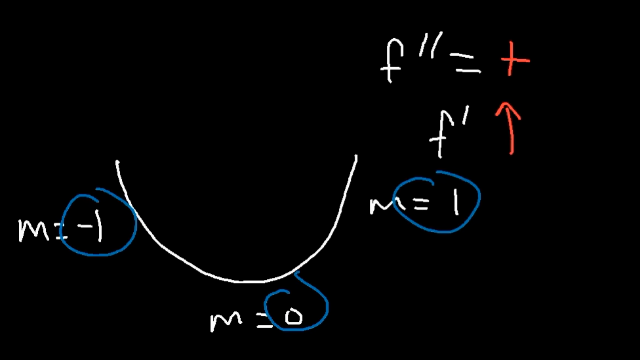 f'' = +
f' ↑
m = 1
m = -1
m = 0